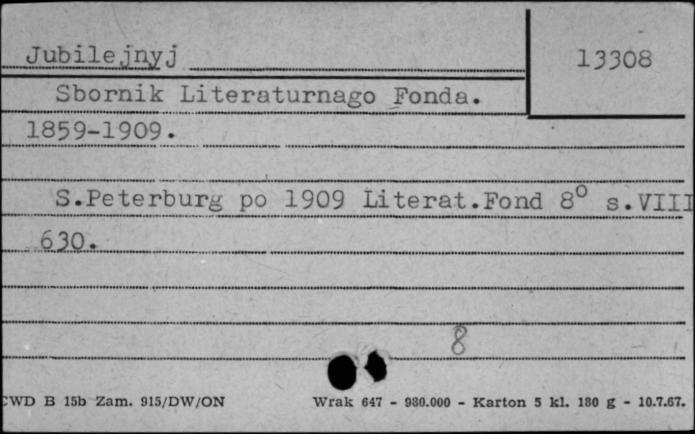 Jubilejnyj
13308
Sbornik Literaturnago Fonda.
1859-1909.
S.Peterburg po 1909 Literat.Fond 8° s.VIII
630.
8
CWD B 15b Zam. 915/DW/ON Wrak 647 - 980.000 - Karton 5 kl. 180 g - 10.7.67.